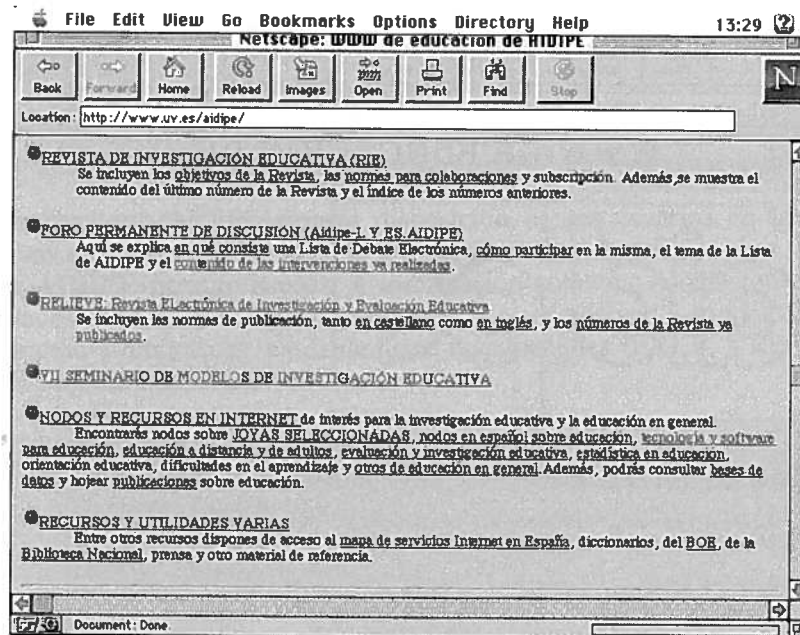 File Edit View Go Bookmarks Options Directory Help 13:29
Netscape: WWW de educación de AIDIPE
Back Forward Home Reload Images Open Print Find Stop
N
Location: http://www.uv.es/aidipe/
REVISTA DE INVESTIGACIÓN EDUCATIVA (RIE)
Se incluyen los objetivos de la Revista, las normas para colaboraciones y subscripción. Además, se muestra el
contenido del último número de la Revista y el índice de los números anteriores.
FORO PERMANENTE DE DISCUSIÓN (Aidipe-L Y ES.AIDIPE)
Aquí se explica en qué consiste una Lista de Debate Electrónica, cómo participar en la misma, el tema de la Lista
de AIDIPE y el contenido de las intervenciones ya realizadas.
RELIEVE: Revista ELectrónica de Investigación y Evaluación Educativa
Se incluyen las normas de publicación, tanto en castellano como en inglés, y los números de la Revista ya
publicados.
VII SEMINARIO DE MODELOS DE INVESTIGACIÓN EDUCATIVA
NODOS Y RECURSOS EN INTERNET de interés para la investigación educativa y la educación en general.
Encontrarás nodos sobre JOYAS SELECCIONADAS, nodos en español sobre educación, tecnología y software
para educación, educación a distancia y de adultos, evaluación y investigación educativa, estadística en educación,
orientación educativa, dificultades en el aprendizaje y otros de educación en general. Además, podrás consultar bases de
datos y hojear publicaciones sobre educación.
RECURSOS Y UTILIDADES VARIAS
Entre otros recursos dispones de acceso al mapa de servicios Internet en España, diccionarios, del BOE, de la
Biblioteca Nacional, prensa y otro material de referencia.
Document: Done.